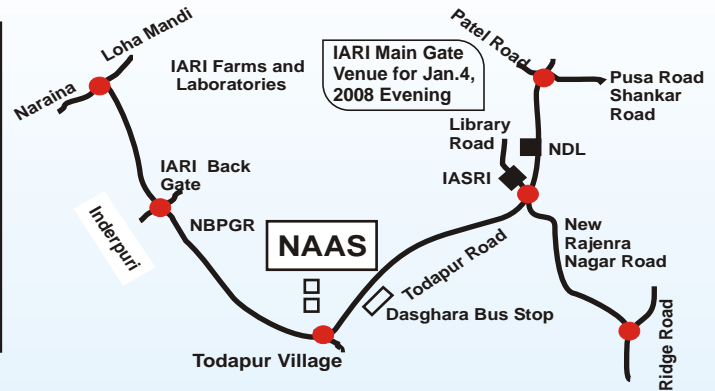 Loha Mandi
Naraina
IARI Farms and
Laboratories
IARI Main Gate
Venue for Jan.4,
2008 Evening
Patel Road
Pusa Road
Shankar
Road
Library
Road
NDL
IASRI
IARI Back
Gate
Inderpuri
NBPGR
NAAS
Todapur Road
New
Rajenra
Nagar Road
Dasghara Bus Stop
Todapur Village
Ridge Road